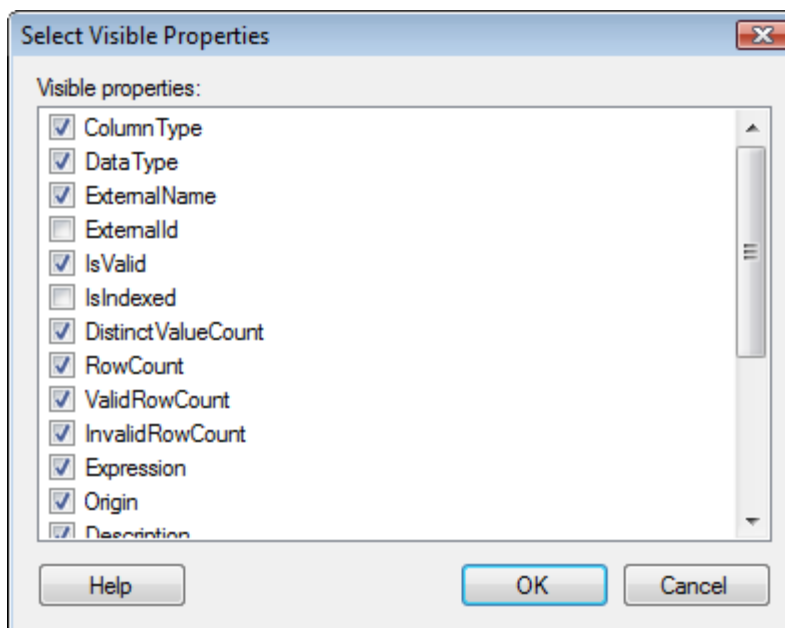 Select Visible Properties
Visible properties:
ColumnType
DataType
ExternalName
ExternalId
IsValid
IsIndexed
DistinctValueCount
RowCount
ValidRowCount
InvalidRowCount
Expression
Origin
Description
Help
OK
Cancel